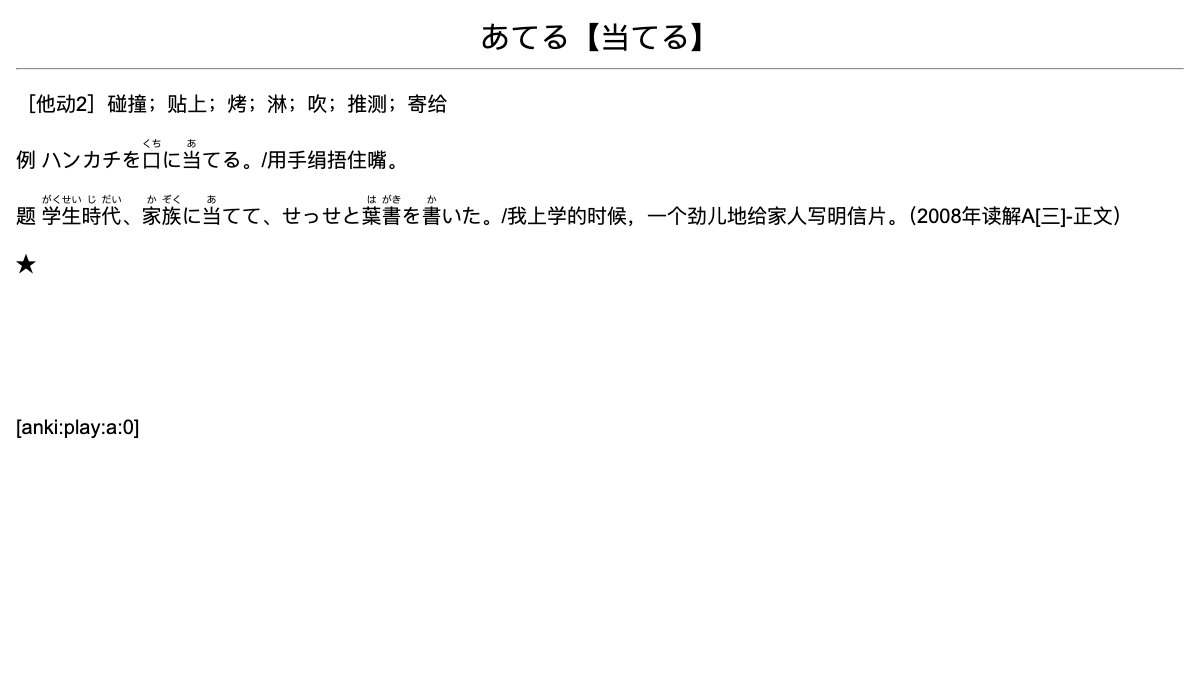 あてる【当てる】
［他动2］碰撞；贴上；烤；淋；吹；推测；寄给
くち あ
例 ハンカチを口に当てる。/用手绢捂住嘴。
がくせい じ だい か ぞく あ は がき か
题 学生時代、家族に当てて、せっせと葉書を書いた。/我上学的时候，一个劲儿地给家人写明信片。（2008年读解A[三]-正文）
★
[anki:play:a:0]